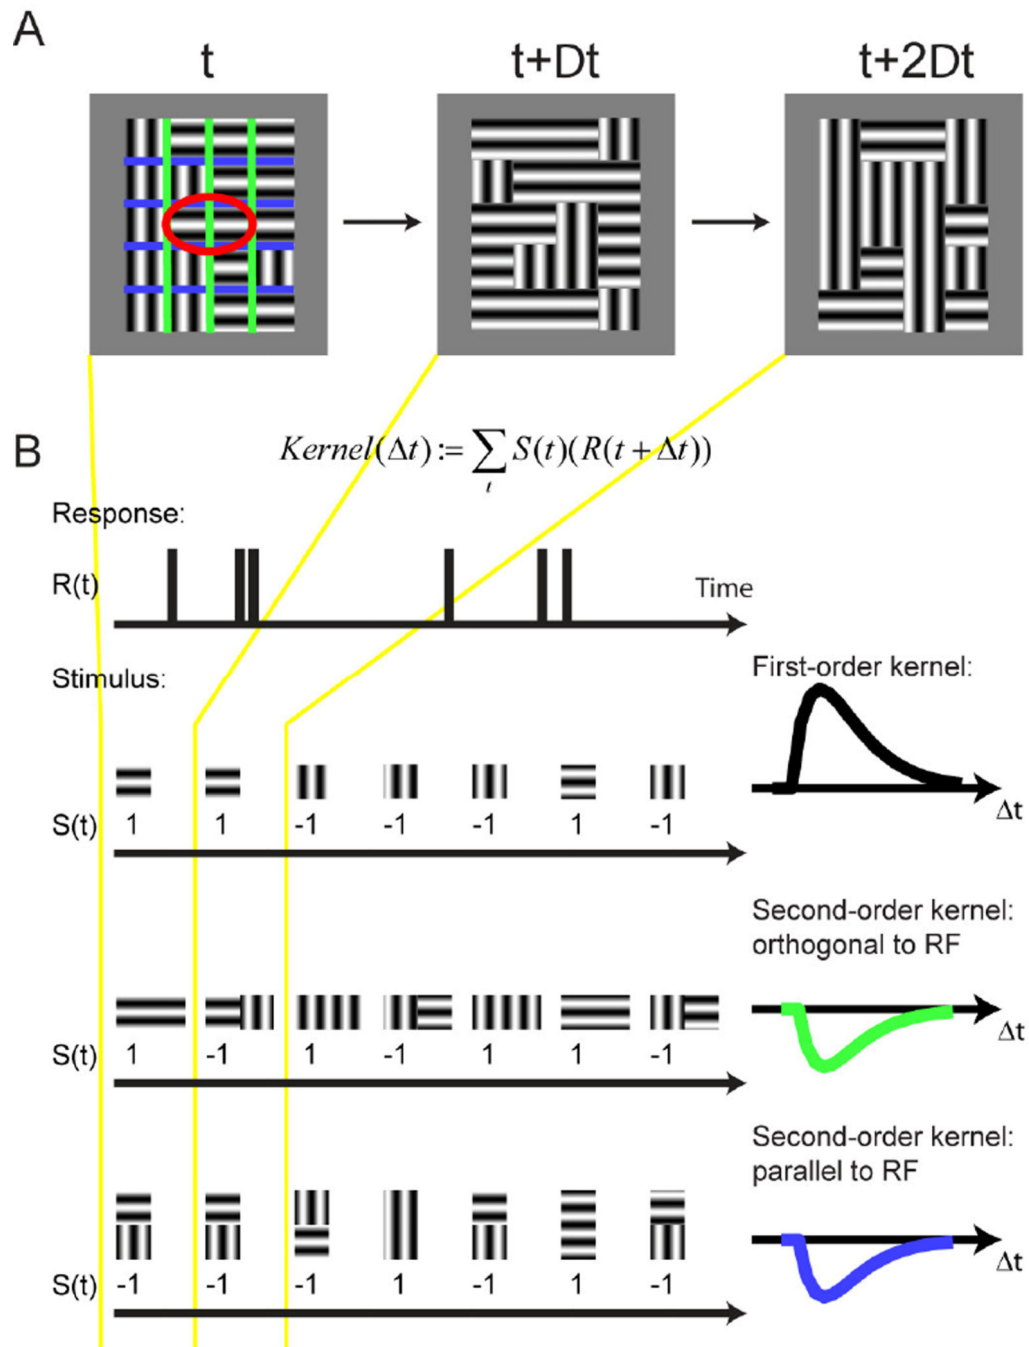 A
t t+Dt t+2Dt
B
Kernel(Δt) := ∑ S(t)(R(t + Δt))
t
Response:
R(t)
Time
Stimulus:
First-order kernel:
S(t) 1 1 -1 -1 -1 1 -1
Δt
Second-order kernel:
orthogonal to RF
S(t) 1 -1 1 -1 1 1 -1
Δt
Second-order kernel:
parallel to RF
S(t) -1 -1 -1 1 -1 1 -1
Δt